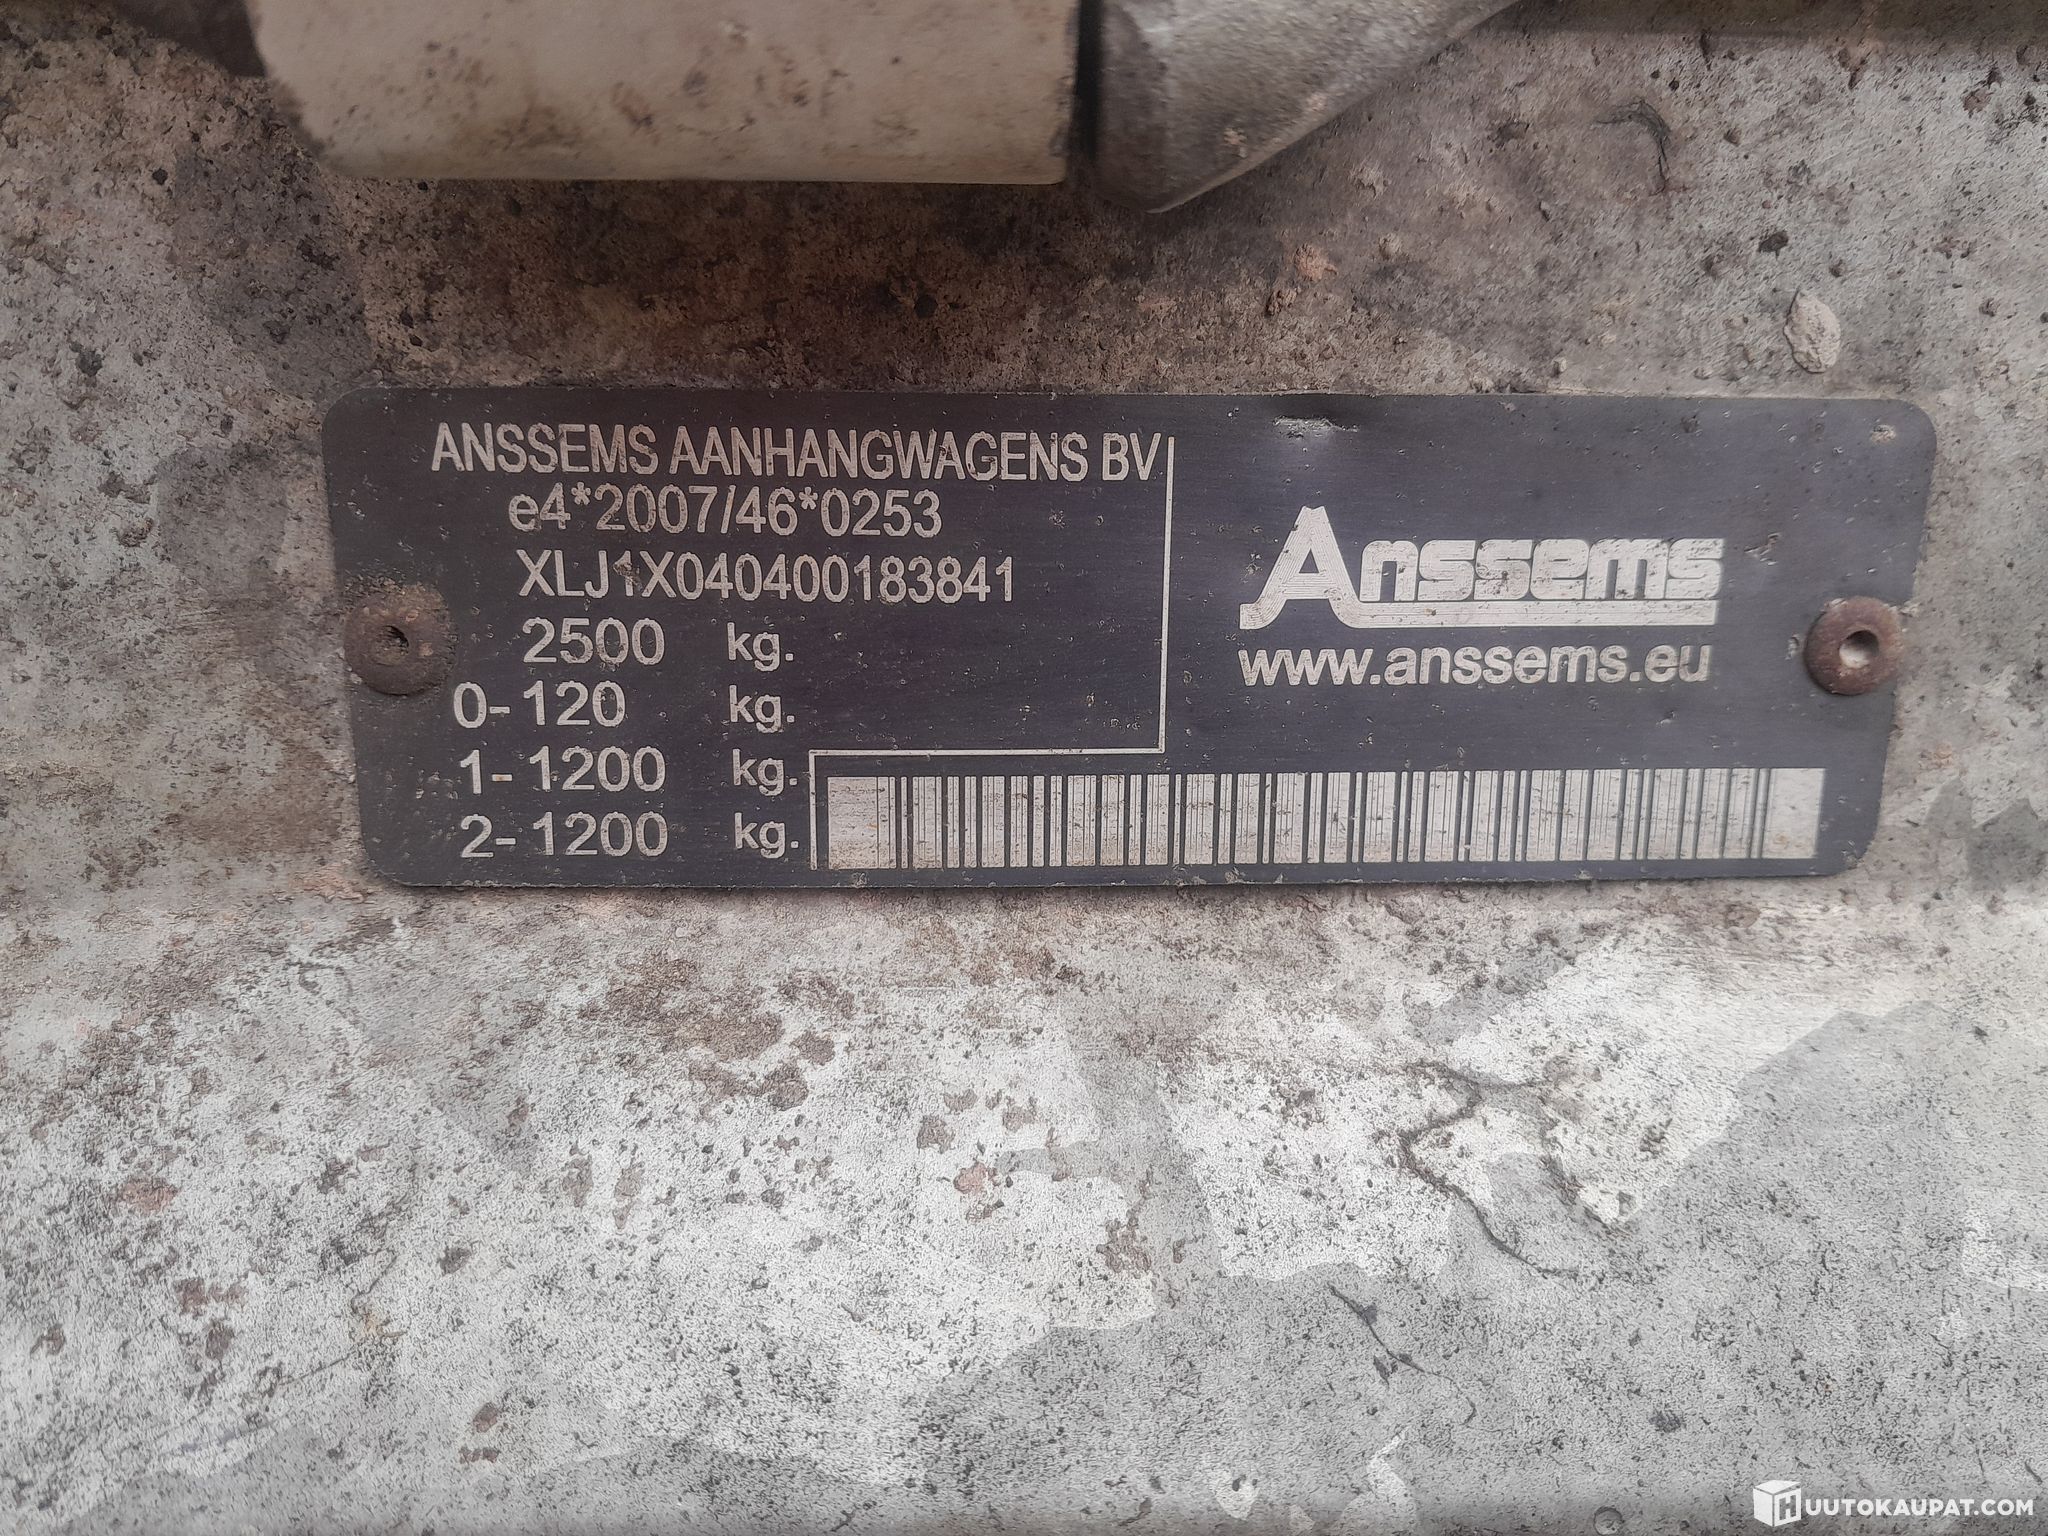 ANSSEMS AANHANGWAGENS BV
e4*2007/46*0253
XLJ1X040400183841
2500 kg.
0- 120 kg.
1- 1200 kg.
2- 1200 kg.
Anssems
www.anssems.eu
HUUTOKAUPAT.COM